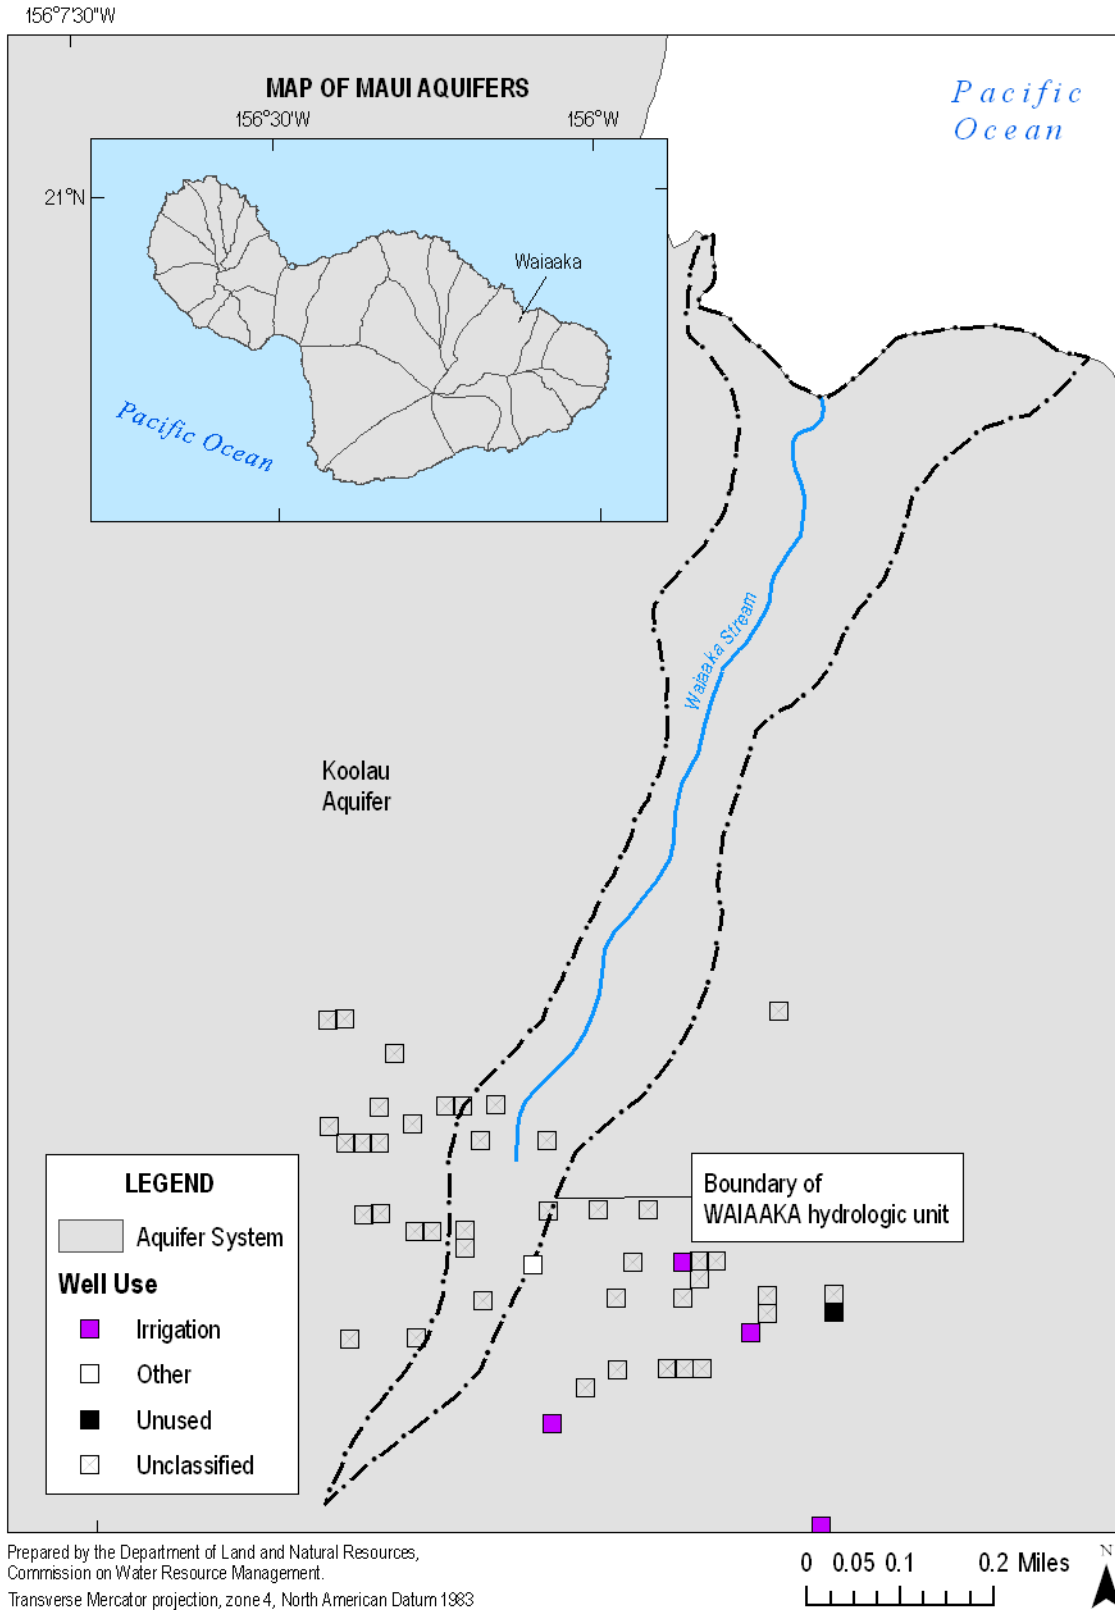 156°7'30"W
MAP OF MAUI AQUIFERS
156°30'W
156°W
21°N
Waiaaka
Pacific Ocean
Pacific
Ocean
Waiaaka Stream
Koolau
Aquifer
Boundary of
WAIAAKA hydrologic unit
LEGEND
Aquifer System
Well Use
Irrigation
Other
Unused
Unclassified
Prepared by the Department of Land and Natural Resources,
Commission on Water Resource Management.
Transverse Mercator projection, zone 4, North American Datum 1983
0 0.05 0.1 0.2 Miles
N